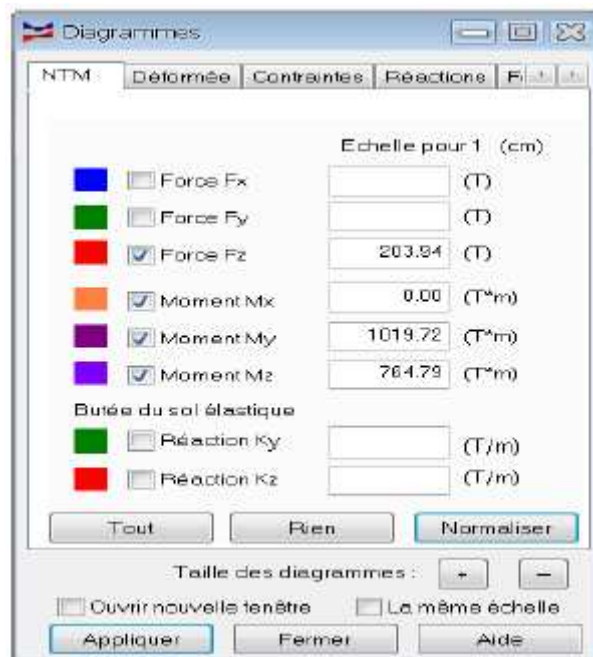 Diagrammes
NTM Déformée Contraintes Réactions
Echelle pour 1 (cm)
Force Fx (T)
Force Fy (T)
Force Fz 203.94 (T)
Moment Mx 0.00 (T*m)
Moment My 1019.72 (T*m)
Moment Mz 764.79 (T*m)
Butée du sol élastique
Réaction Ky (T/m)
Réaction Kz (T/m)
Tout Rien Normaliser
Taille des diagrammes : + -
Ouvrir nouvelle fenêtre La même échelle
Appliquer Fermer Aide